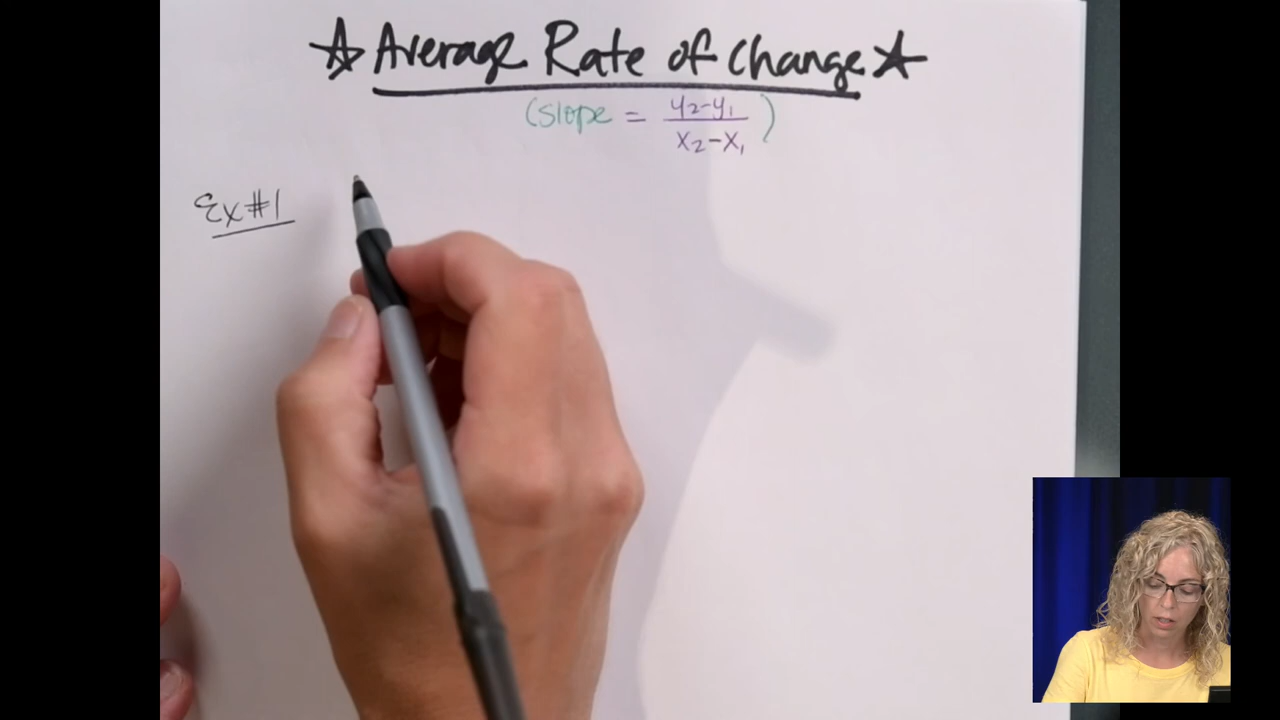 ☆ Average Rate of Change ☆
(slope = y₂-y₁ / x₂-x₁)
Ex#1